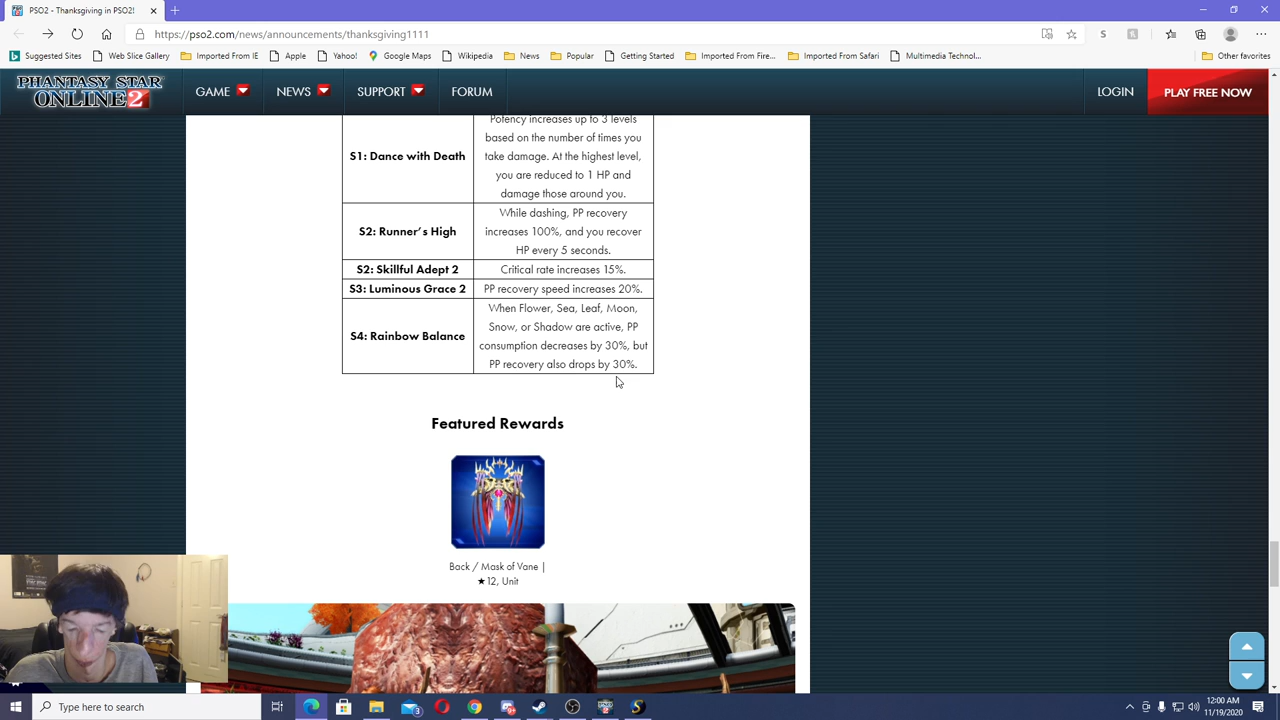 PSO2 - Thanksgiving in PSO2!
https://pso2.com/news/announcements/thanksgiving1111
Suggested Sites Web Slice Gallery Imported From IE Apple Yahoo! Google Maps Wikipedia News Popular Getting Started Imported From Fire... Imported From Safari Multimedia Technol... Other favorites
PHANTASY STAR
ONLINE 2
GAME NEWS SUPPORT FORUM LOGIN PLAY FREE NOW
Potency increases up to 3 levels
based on the number of times you
S1: Dance with Death take damage. At the highest level,
you are reduced to 1 HP and
damage those around you.
While dashing, PP recovery
S2: Runner's High increases 100%, and you recover
HP every 5 seconds.
S2: Skillful Adept 2 Critical rate increases 15%.
S3: Luminous Grace 2 PP recovery speed increases 20%.
When Flower, Sea, Leaf, Moon,
Snow, or Shadow are active, PP
S4: Rainbow Balance consumption decreases by 30%, but
PP recovery also drops by 30%.
Featured Rewards
Back / Mask of Vane |
★12, Unit
Type here to search
12:00 AM
11/19/2020